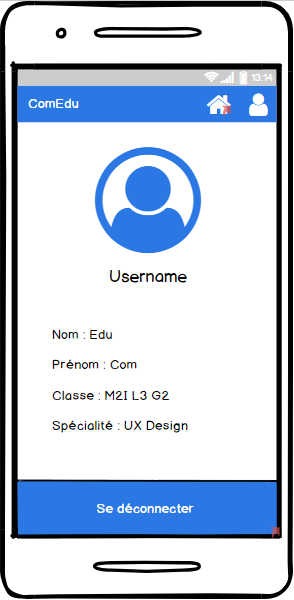 13:14
ComEdu
Username
Nom : Edu
Prénom : Com
Classe : M2I L3 G2
Spécialité : UX Design
Se déconnecter